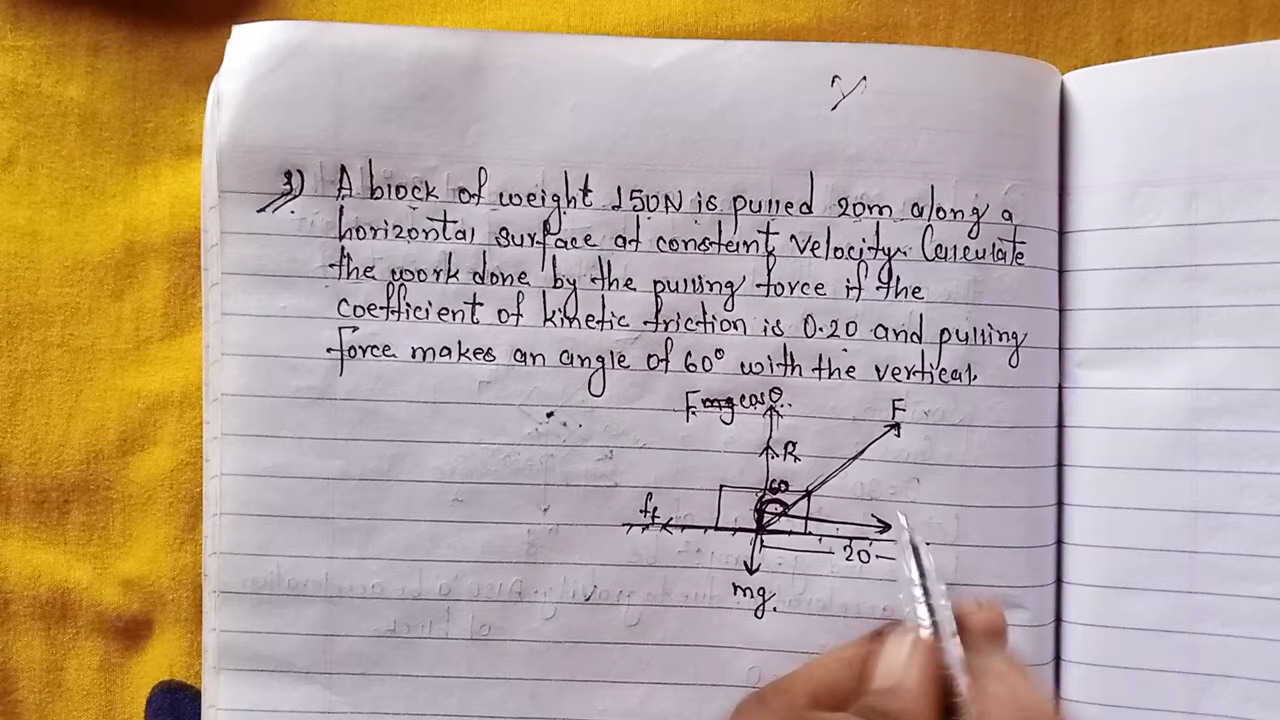 3) A block of weight 150N is pulled 20m along a
horizontal surface at constant velocity. Calculate
the work done by the pulling force if the
coefficient of kinetic friction is 0.20 and pulling
force makes an angle of 60° with the vertical.
F cosθ
F
R
60
fk
20
mg.